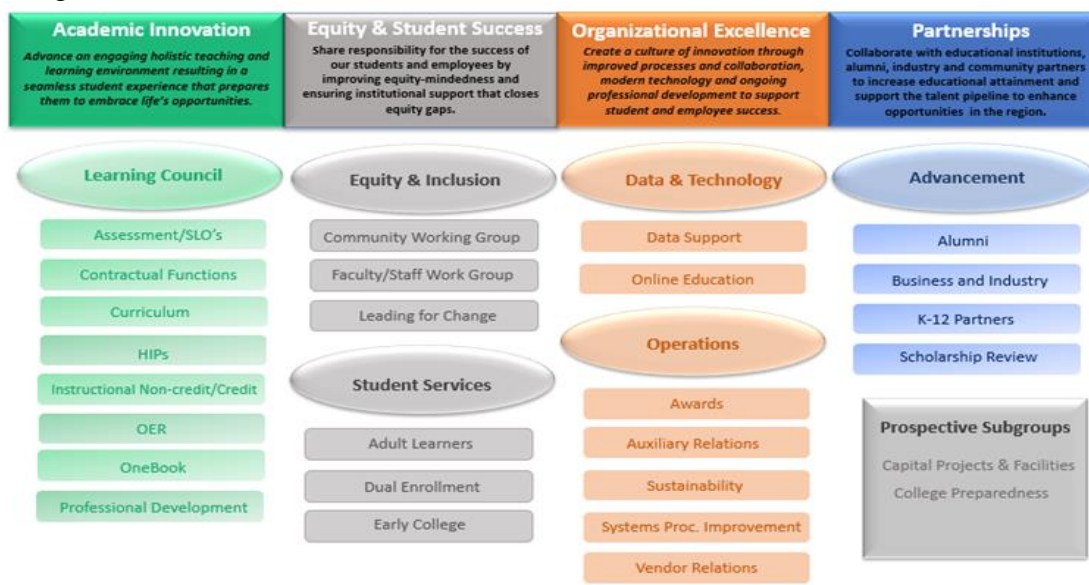 Academic Innovation
Advance an engaging holistic teaching and
learning environment resulting in a
seamless student experience that prepares
them to embrace life's opportunities.
Equity & Student Success
Share responsibility for the success of
our students and employees by
improving equity-mindedness and
ensuring institutional support that closes
equity gaps.
Organizational Excellence
Create a culture of innovation through
improved processes and collaboration,
modern technology and ongoing
professional development to support
student and employee success.
Partnerships
Collaborate with educational institutions,
alumni, industry and community partners
to increase educational attainment and
support the talent pipeline to enhance
opportunities in the region.
Learning Council
Assessment/SLO's
Contractual Functions
Curriculum
HIPs
Instructional Non-credit/Credit
OER
OneBook
Professional Development
Equity & Inclusion
Community Working Group
Faculty/Staff Work Group
Leading for Change
Student Services
Adult Learners
Dual Enrollment
Early College
Data & Technology
Data Support
Online Education
Operations
Awards
Auxiliary Relations
Sustainability
Systems Proc. Improvement
Vendor Relations
Advancement
Alumni
Business and Industry
K-12 Partners
Scholarship Review
Prospective Subgroups
Capital Projects & Facilities
College Preparedness